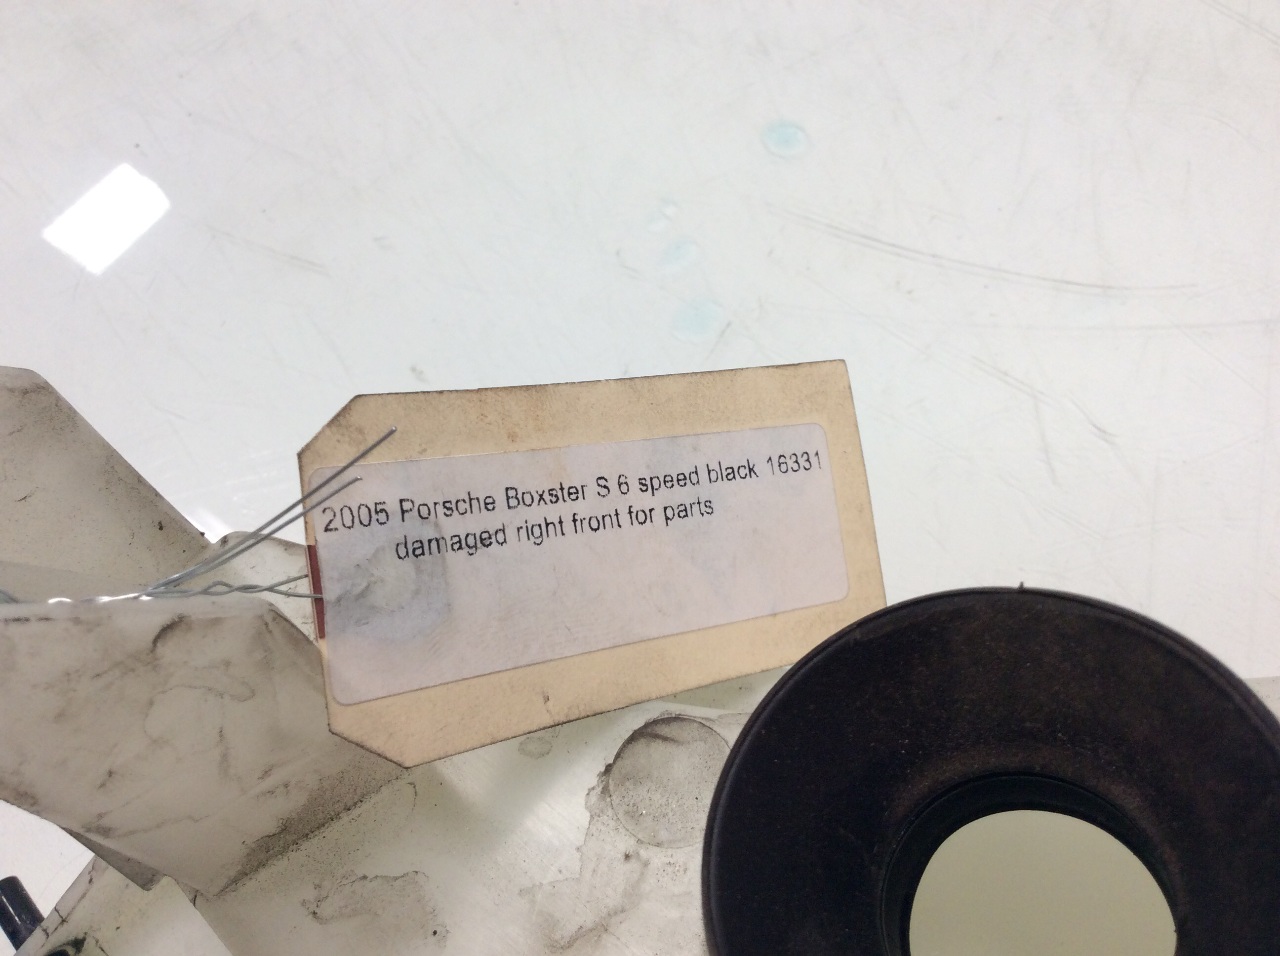 2005 Porsche Boxster S 6 speed black 16331
damaged right front for parts